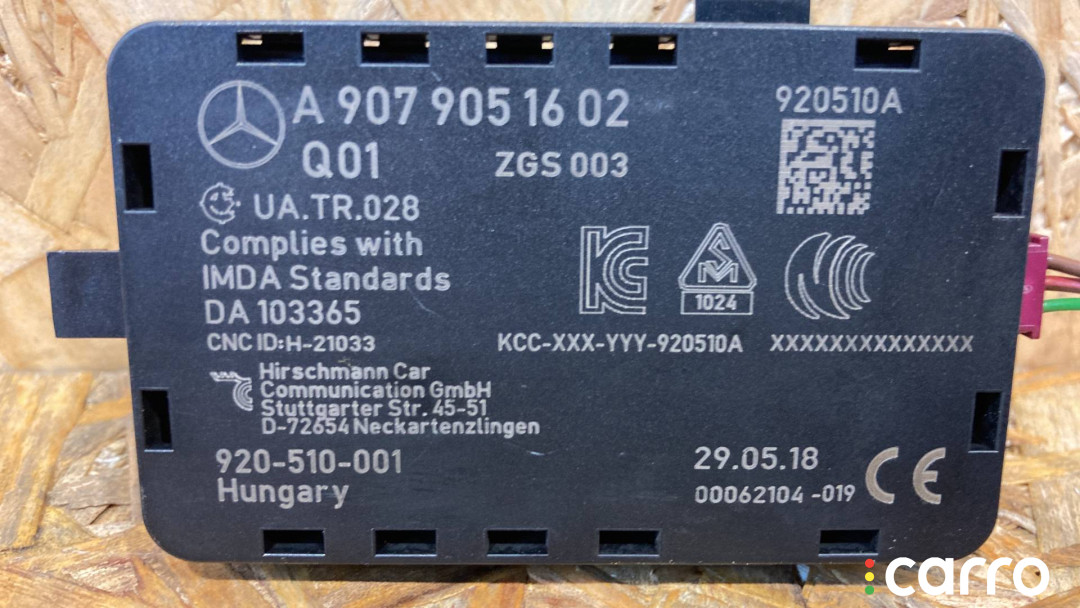 A 907 905 16 02
920510A
Q01
ZGS 003
UA.TR.028
Complies with
IMDA Standards
DA 103365
1024
CNC ID:H-21033
KCC-XXX-YYY-920510A
XXXXXXXXXXXXXX
Hirschmann Car
Communication GmbH
Stuttgarter Str. 45-51
D-72654 Neckartenzlingen
920-510-001
Hungary
29.05.18
00062104 -019
CE
carro